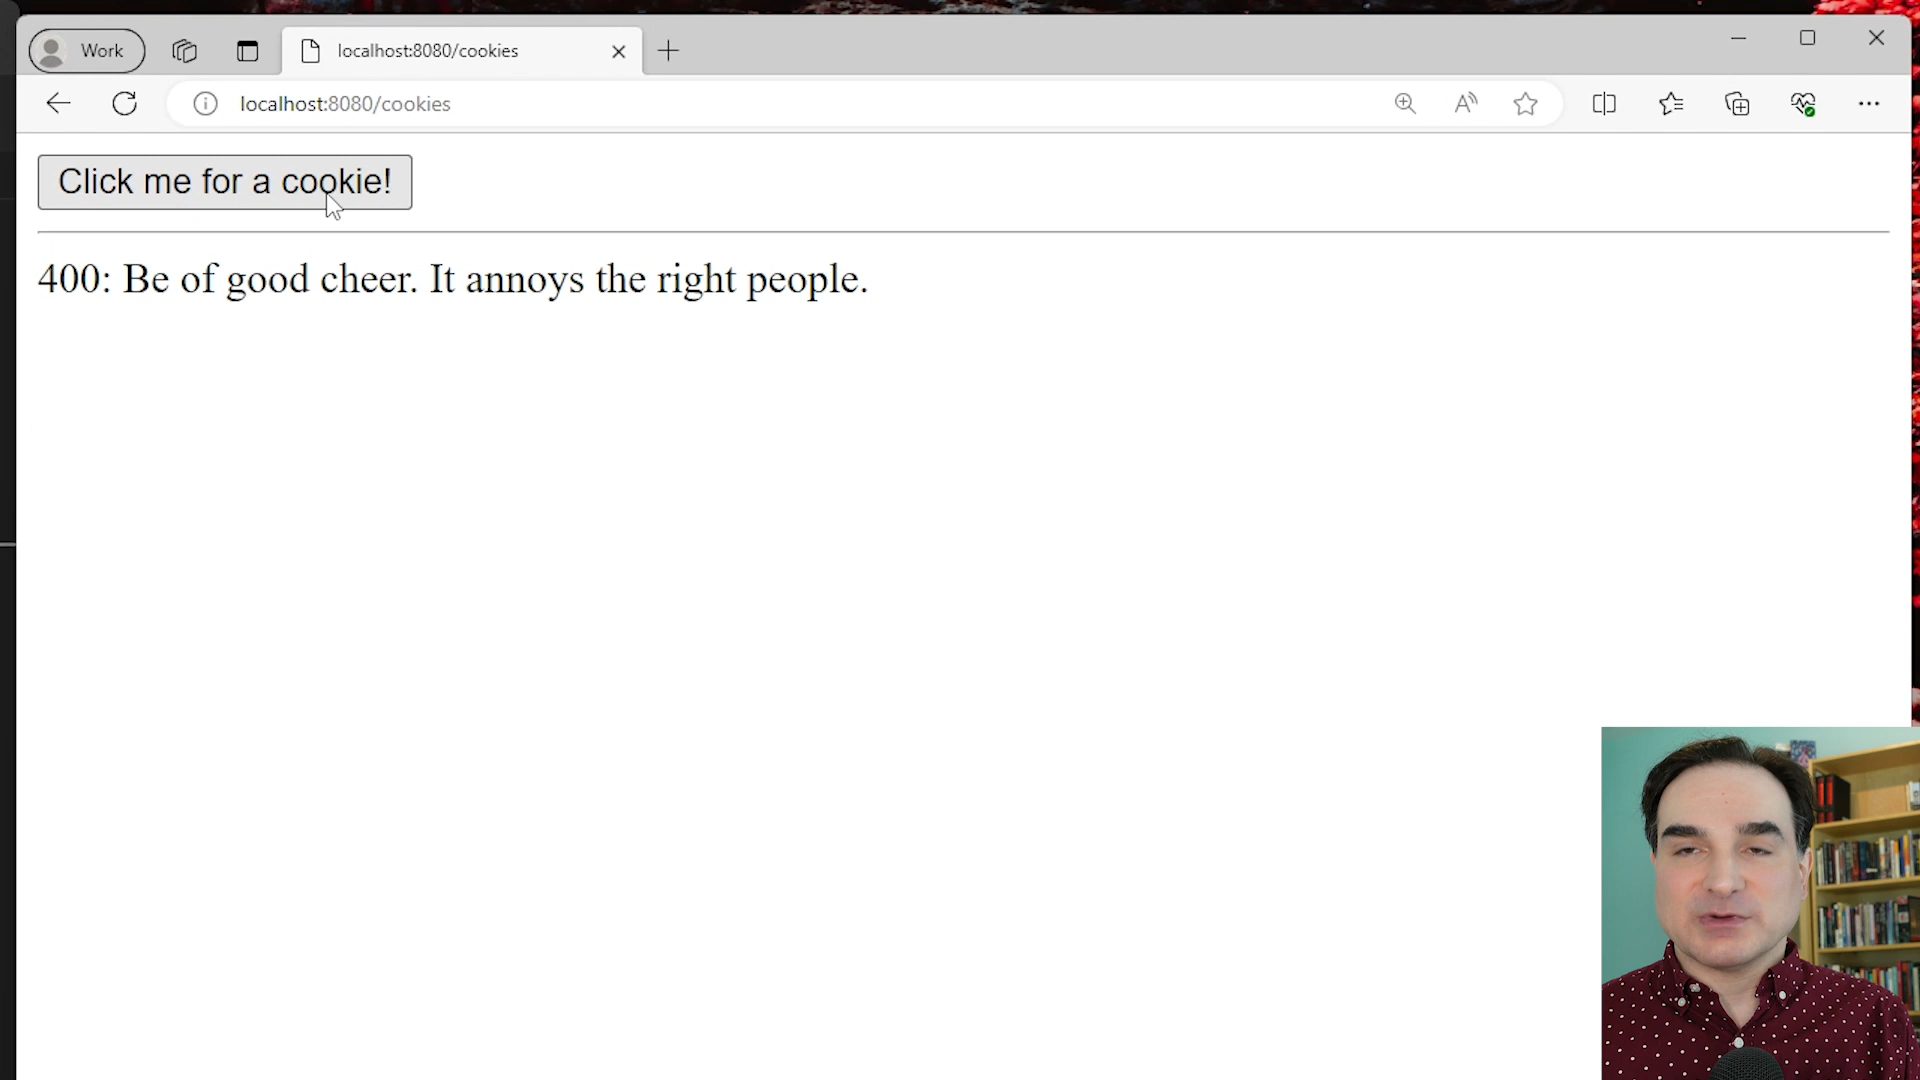 Work
localhost:8080/cookies
localhost:8080/cookies
Click me for a cookie!
400: Be of good cheer. It annoys the right people.